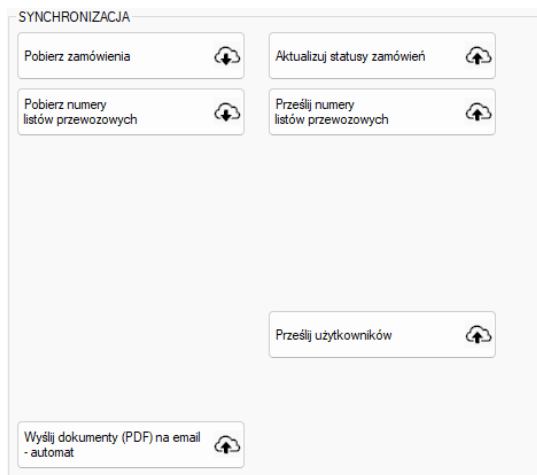 SYNCHRONIZACJA
Pobierz zamówienia
Aktualizuj statusy zamówień
Pobierz numery
listów przewozowych
Prześlij numery
listów przewozowych
Prześlij użytkowników
Wyślij dokumenty (PDF) na email
- automat